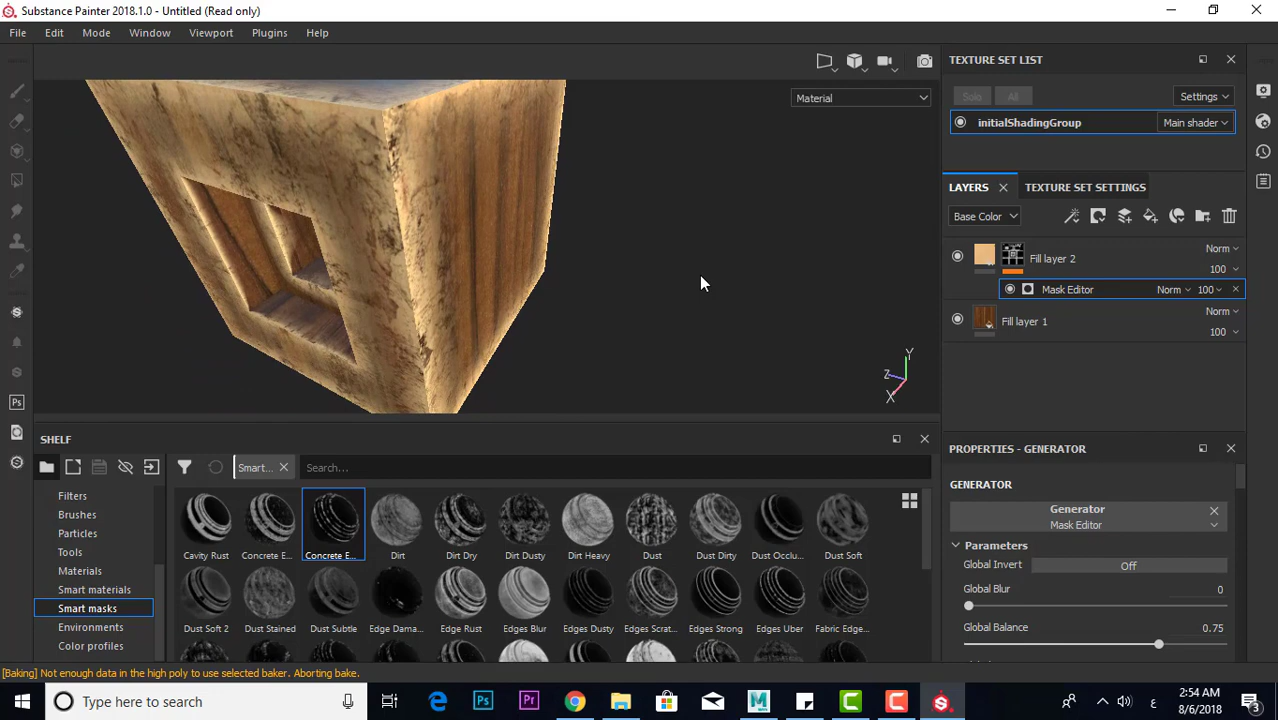 Substance Painter 2018.1.0 - Untitled (Read only)
File Edit Mode Window Viewport Plugins Help
Material
Y
Z
X
TEXTURE SET LIST
Solo All Settings
initialShadingGroup Main shader
LAYERS TEXTURE SET SETTINGS
Base Color
Norm
Fill layer 2
100
Mask Editor Norm 100
Norm
Fill layer 1
100
SHELF
Smart... Search...
Filters
Brushes
Particles
Tools
Materials
Smart materials
Smart masks
Environments
Color profiles
Cavity Rust Concrete E... Concrete E... Dirt Dirt Dry Dirt Dusty Dirt Heavy Dust Dust Dirty Dust Occlu... Dust Soft
Dust Soft 2 Dust Stained Dust Subtle Edge Dama... Edge Rust Edges Blur Edges Dusty Edges Scrat... Edges Strong Edges Uber Fabric Edge...
PROPERTIES - GENERATOR
GENERATOR
Generator
Mask Editor
Parameters
Global Invert Off
Global Blur 0
Global Balance 0.75
[Baking] Not enough data in the high poly to use selected baker. Aborting bake.
Type here to search
Ps Pr M
ع
2:54 AM
8/6/2018
3